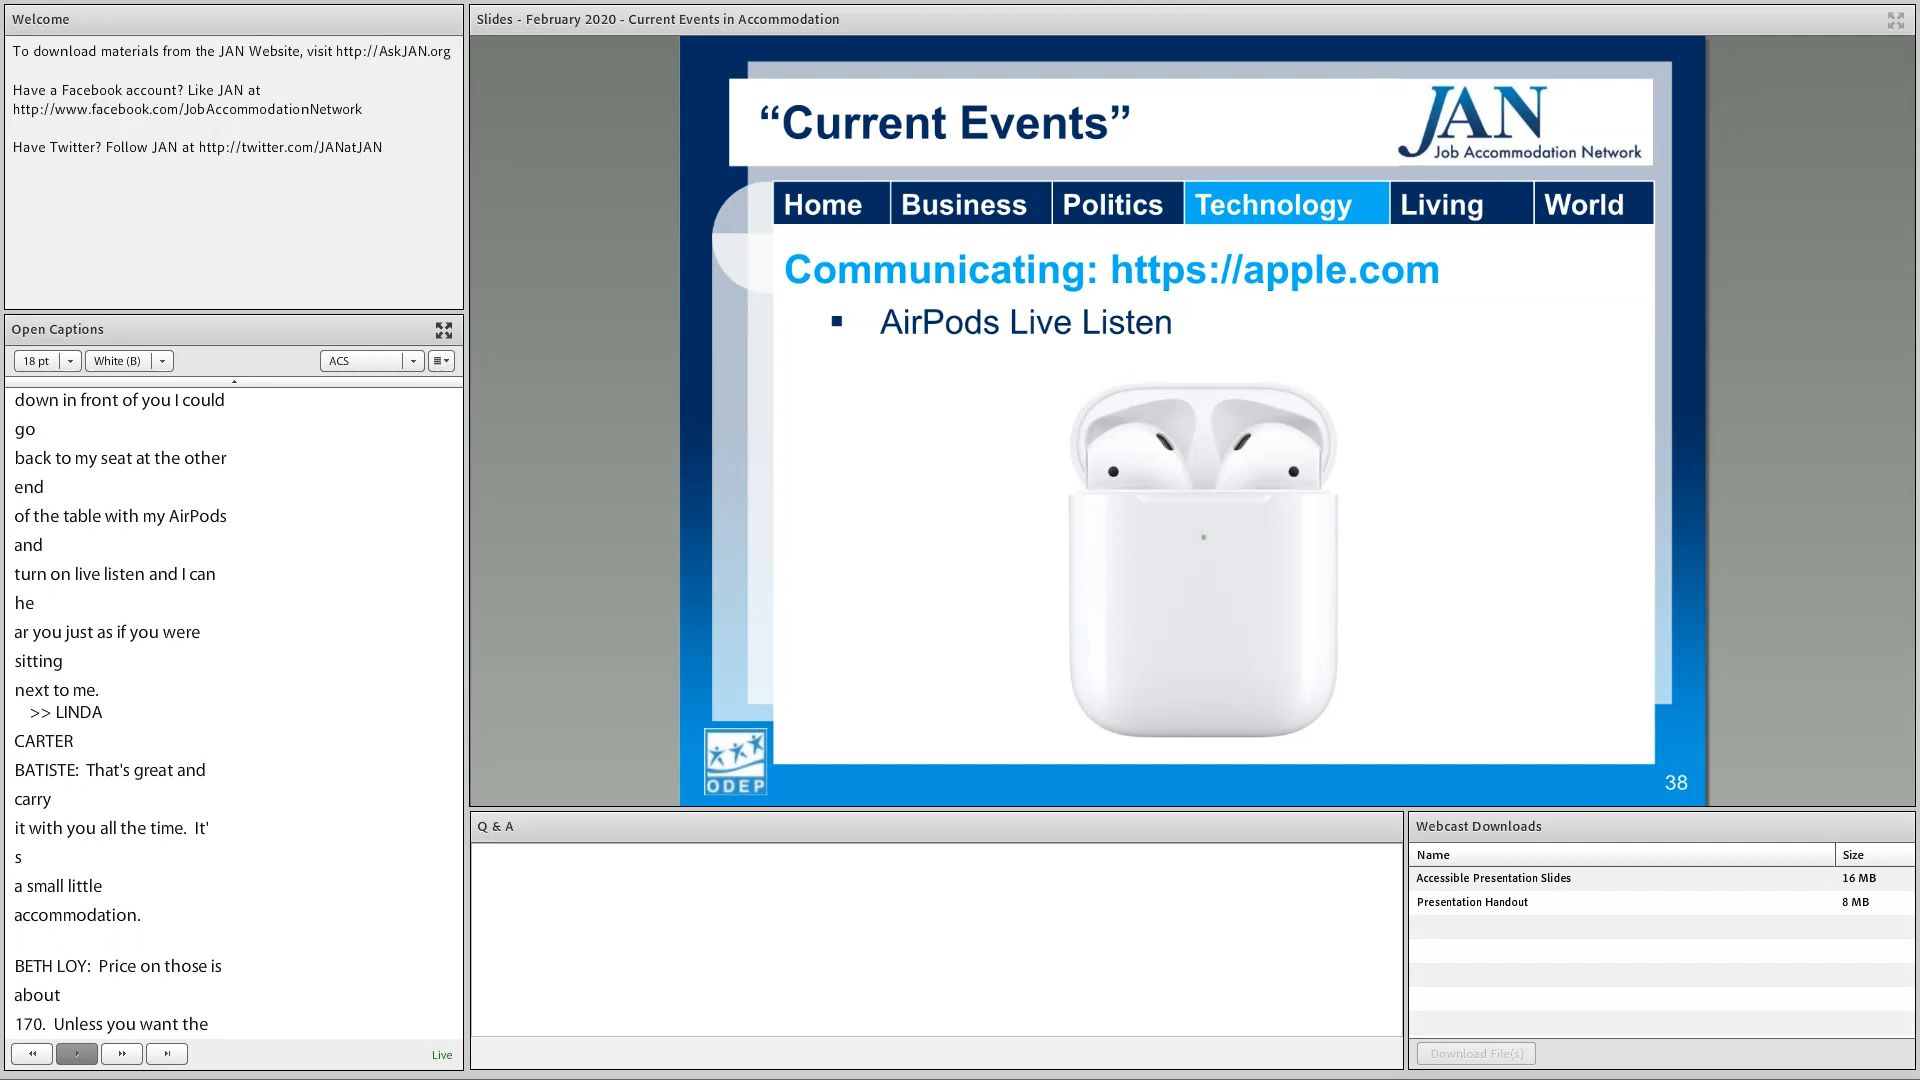 Welcome
To download materials from the JAN Website, visit http://AskJAN.org
Have a Facebook account? Like JAN at
http://www.facebook.com/JobAccommodationNetwork
Have Twitter? Follow JAN at http://twitter.com/JANatJAN
Open Captions
18 pt
White (B)
ACS
down in front of you I could
go
back to my seat at the other
end
of the table with my AirPods
and
turn on live listen and I can
he
ar you just as if you were
sitting
next to me.
>> LINDA
CARTER
BATISTE: That's great and
carry
it with you all the time. It'
s
a small little
accommodation.
BETH LOY: Price on those is
about
170. Unless you want the
Live
Slides - February 2020 - Current Events in Accommodation
“Current Events”
JAN
Job Accommodation Network
Home Business Politics Technology Living World
Communicating: https://apple.com
▪ AirPods Live Listen
ODEP
38
Q & A
Webcast Downloads
Name Size
Accessible Presentation Slides 16 MB
Presentation Handout 8 MB
Download File(s)